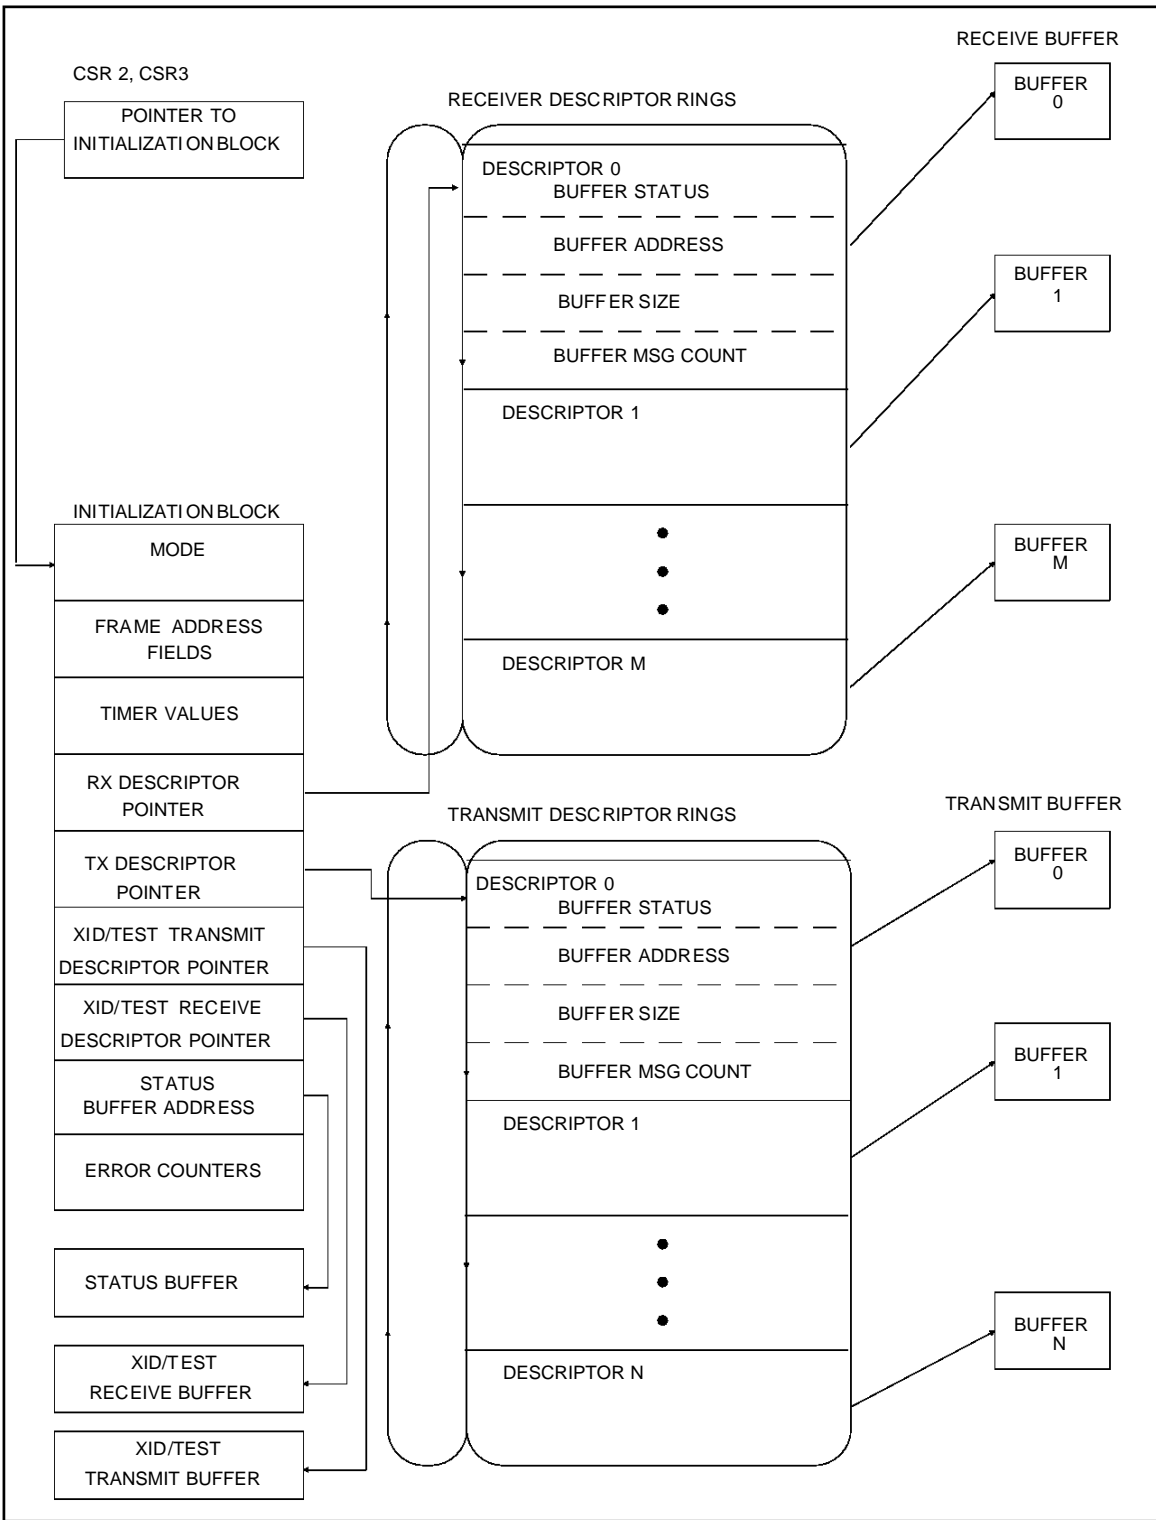 CSR 2, CSR3
POINTER TO
INITIALIZATION BLOCK
INITIALIZATION BLOCK
MODE
FRAME ADDRESS
FIELDS
TIMER VALUES
RX DESCRIPTOR
POINTER
TX DESCRIPTOR
POINTER
XID/TEST TRANSMIT
DESCRIPTOR POINTER
XID/TEST RECEIVE
DESCRIPTOR POINTER
STATUS
BUFFER ADDRESS
ERROR COUNTERS
STATUS BUFFER
XID/TEST
RECEIVE BUFFER
XID/TEST
TRANSMIT BUFFER
RECEIVER DESCRIPTOR RINGS
DESCRIPTOR 0
BUFFER STATUS
BUFFER ADDRESS
BUFFER SIZE
BUFFER MSG COUNT
DESCRIPTOR 1
DESCRIPTOR M
RECEIVE BUFFER
BUFFER
0
BUFFER
1
BUFFER
M
TRANSMIT DESCRIPTOR RINGS
DESCRIPTOR 0
BUFFER STATUS
BUFFER ADDRESS
BUFFER SIZE
BUFFER MSG COUNT
DESCRIPTOR 1
DESCRIPTOR N
TRANSMIT BUFFER
BUFFER
0
BUFFER
1
BUFFER
N